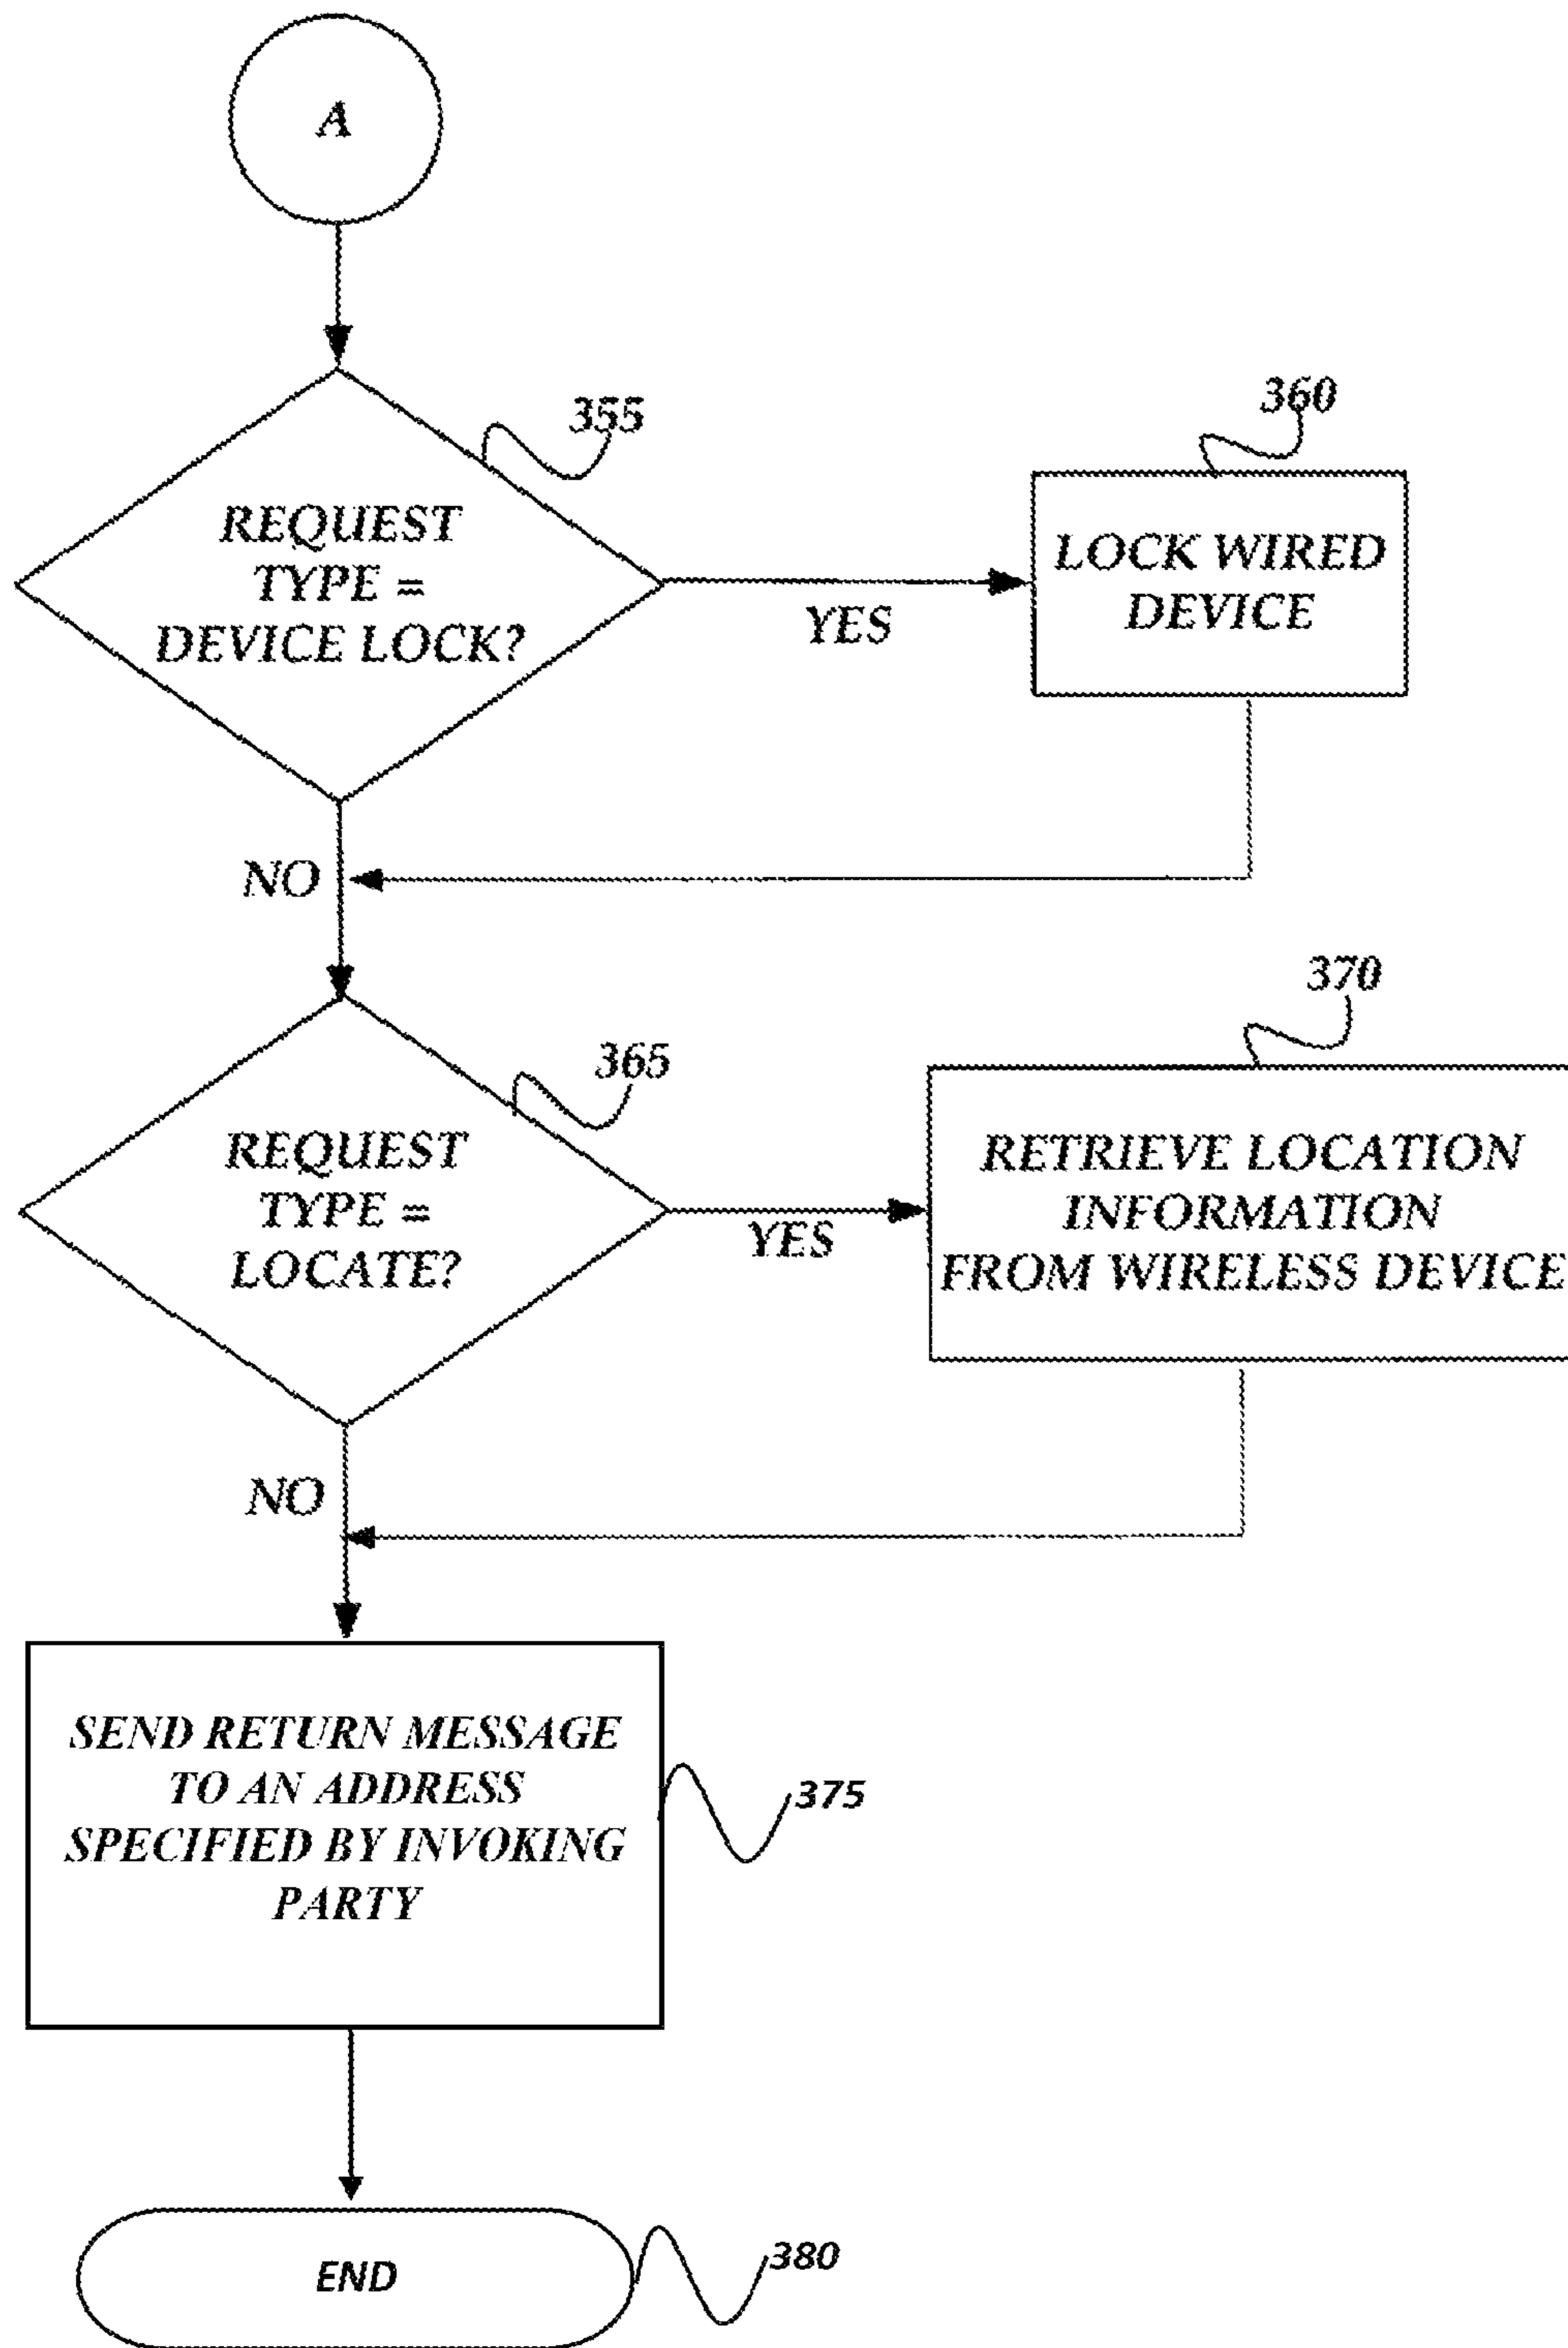 A
355
REQUEST
TYPE =
DEVICE LOCK?
YES
360
LOCK WIRED
DEVICE
NO
365
REQUEST
TYPE =
LOCATE?
YES
370
RETRIEVE LOCATION
INFORMATION
FROM WIRELESS DEVICE
NO
SEND RETURN MESSAGE
TO AN ADDRESS
SPECIFIED BY INVOKING
PARTY
375
END
380